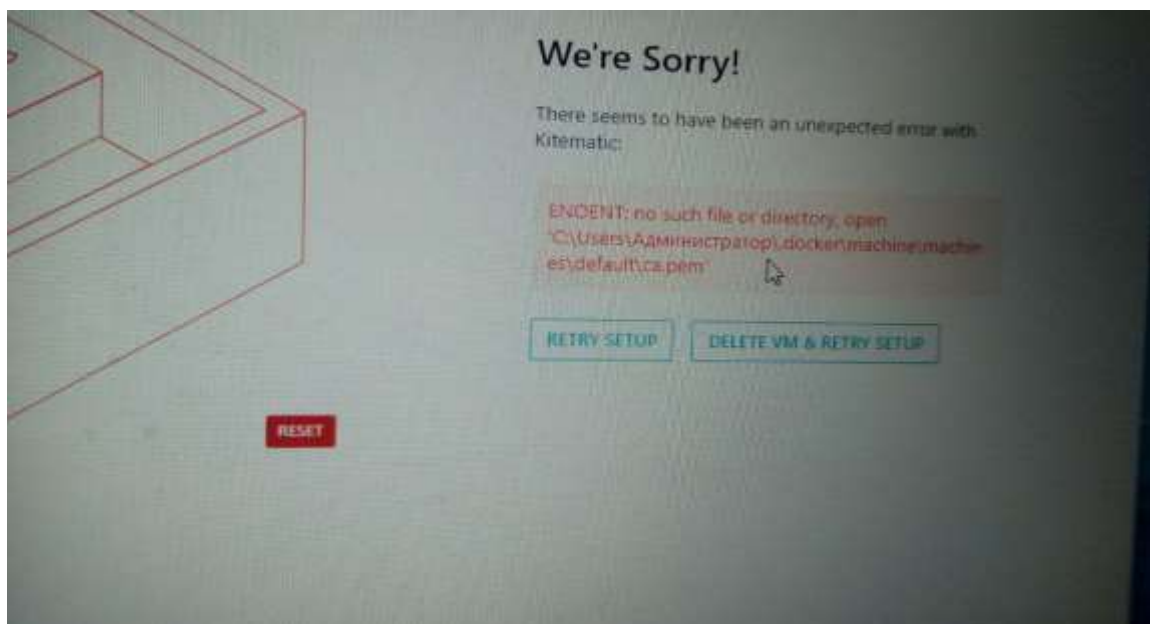 We're Sorry!
There seems to have been an unexpected error with
Kitematic:
ENOENT: no such file or directory, open
'C:\Users\Администратор\.docker\machine\machin
es\default\ca.pem'
RETRY SETUP
DELETE VM & RETRY SETUP
RESET